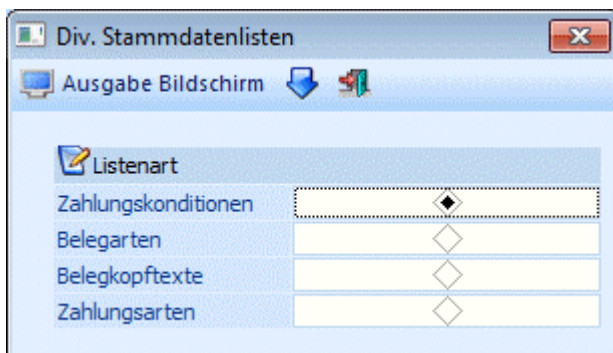 Div. Stammdatenlisten
Ausgabe Bildschirm
Listenart
Zahlungskonditionen
Belegarten
Belegkopftexte
Zahlungsarten